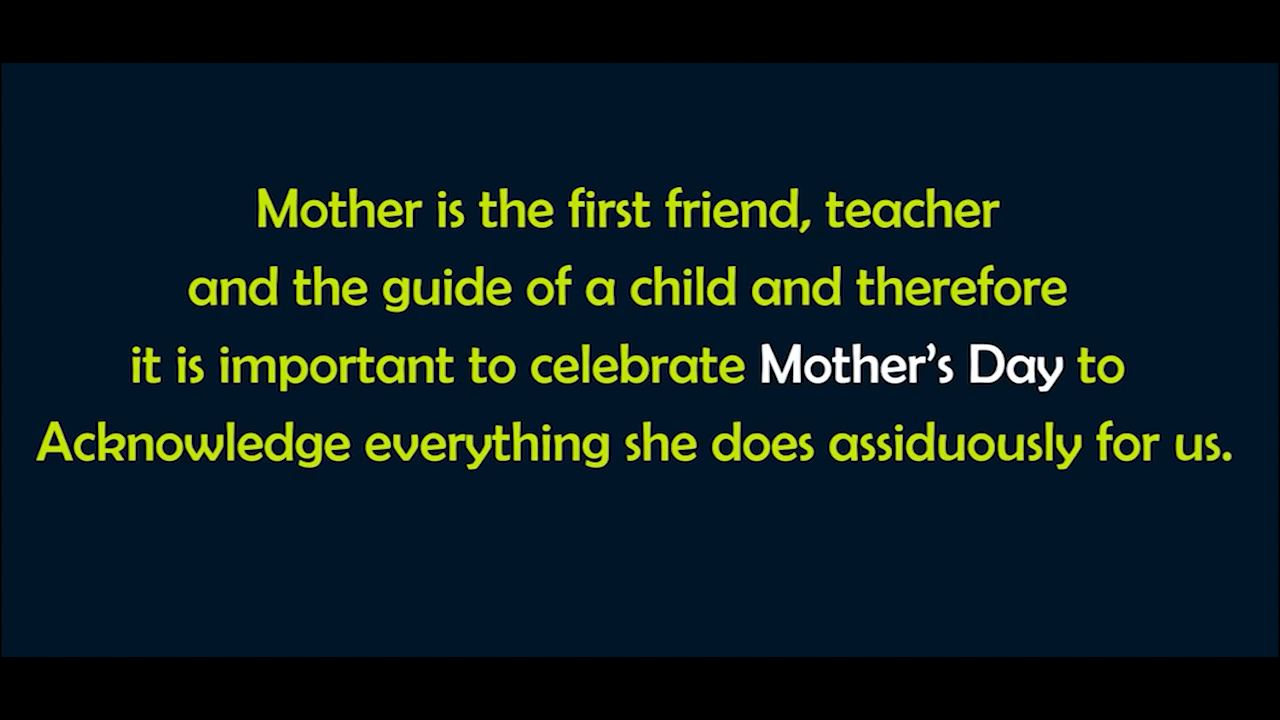 Mother is the first friend, teacher
and the guide of a child and therefore
it is important to celebrate Mother’s Day to
Acknowledge everything she does assiduously for us.